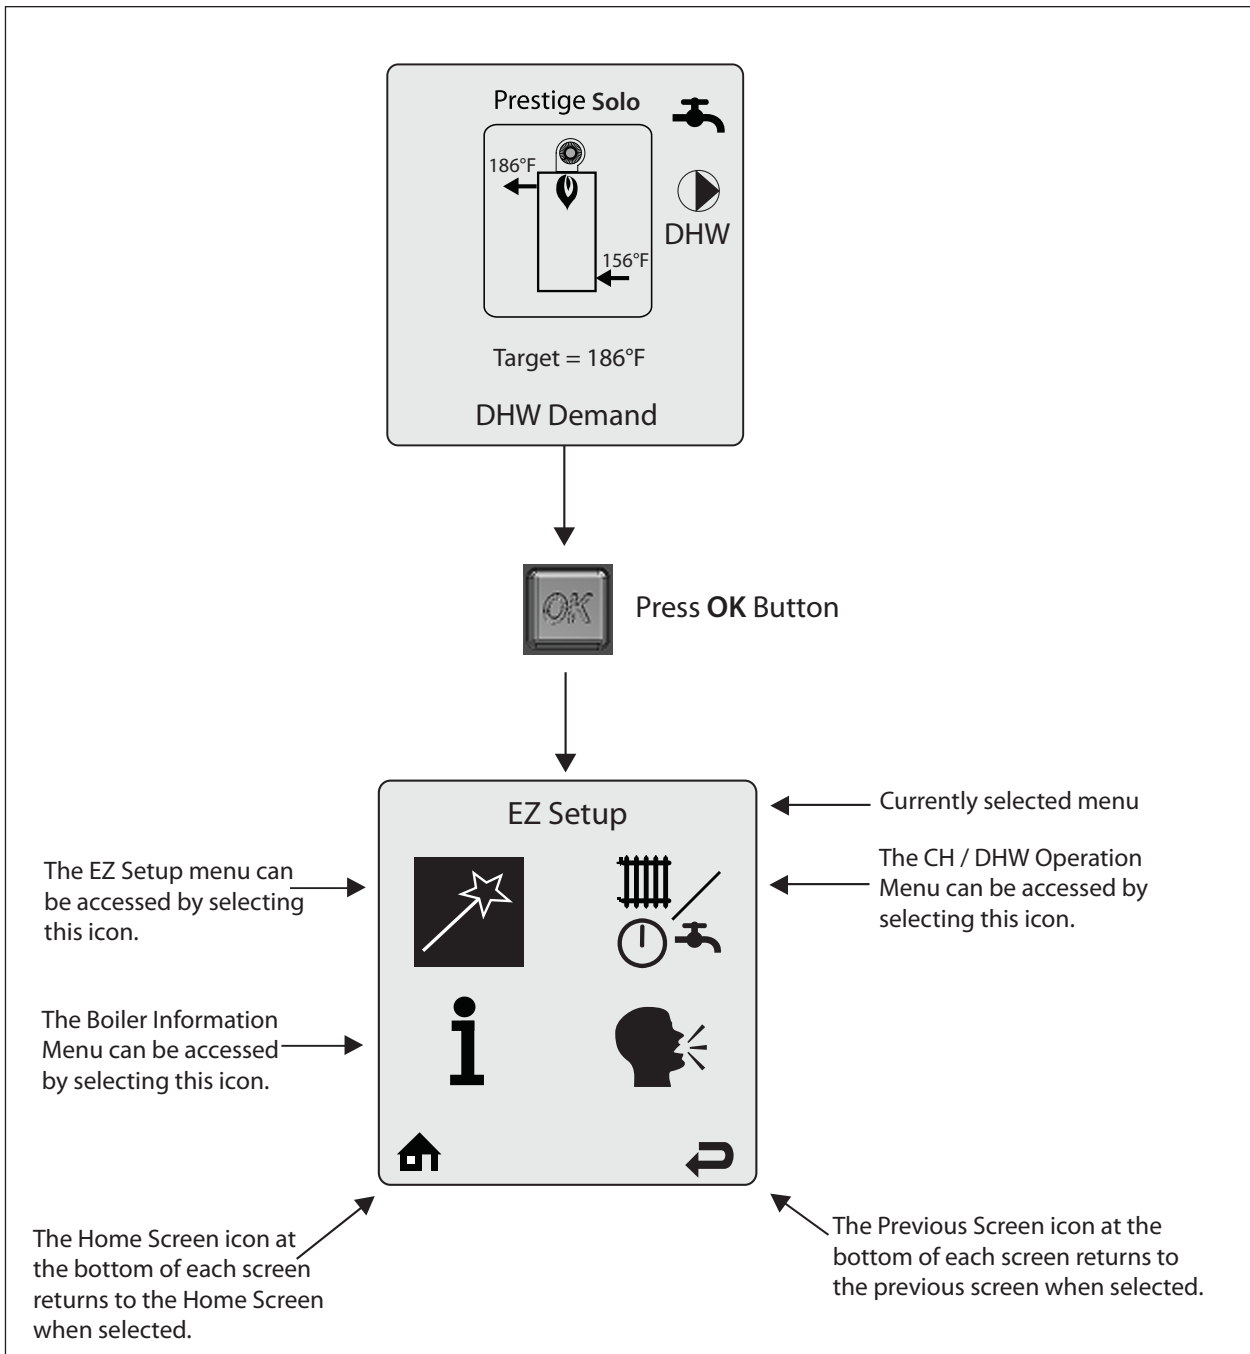 Prestige Solo
186°F
DHW
156°F
Target = 186°F
DHW Demand
OK
Press OK Button
EZ Setup
Currently selected menu
The EZ Setup menu can
be accessed by selecting
this icon.
The CH / DHW Operation
Menu can be accessed by
selecting this icon.
The Boiler Information
Menu can be accessed
by selecting this icon.
The Home Screen icon at
the bottom of each screen
returns to the Home Screen
when selected.
The Previous Screen icon at the
bottom of each screen returns to
the previous screen when selected.